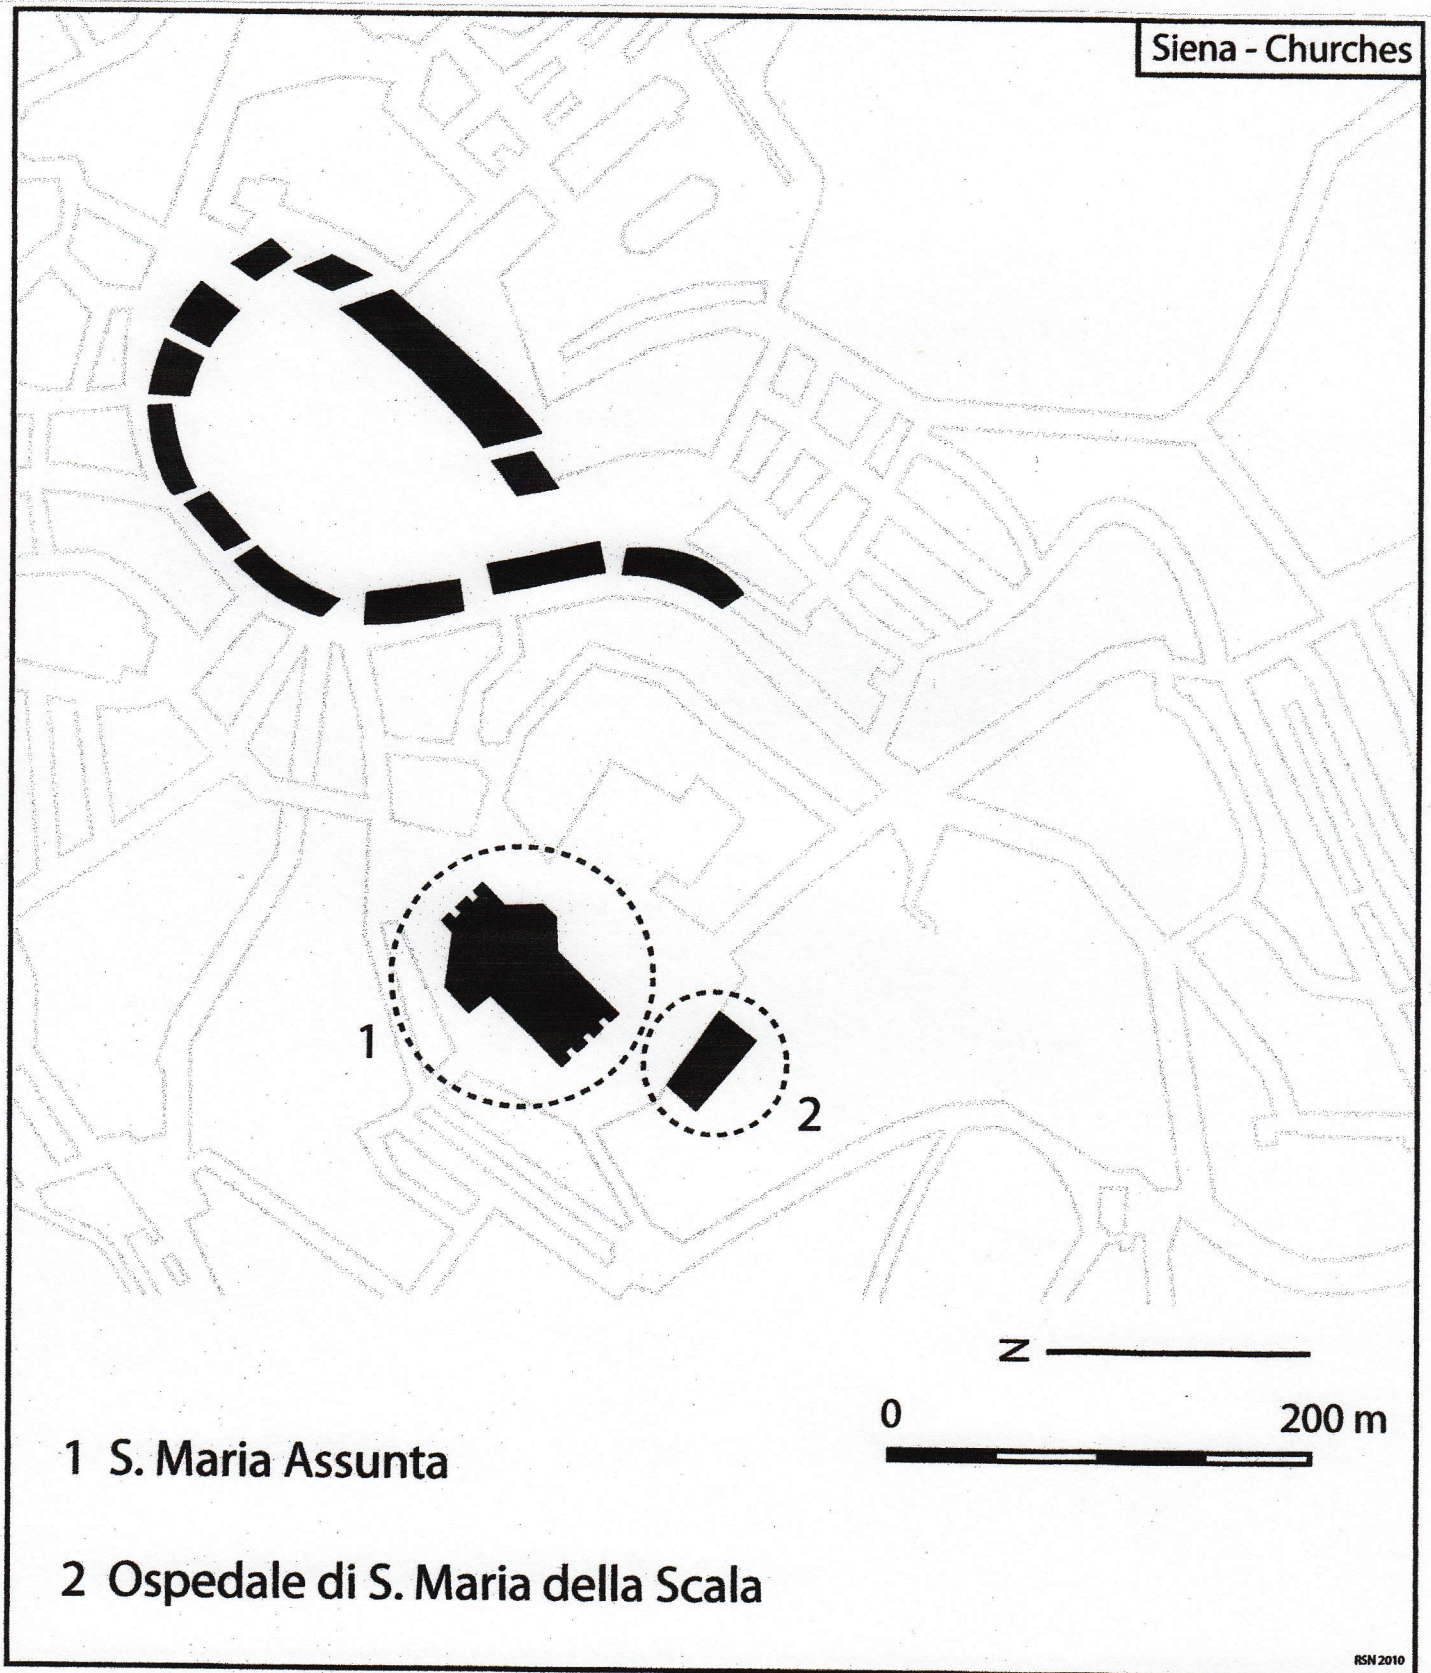 Siena - Churches
1
2
N
0
200 m
1 S. Maria Assunta
2 Ospedale di S. Maria della Scala
RSN 2010